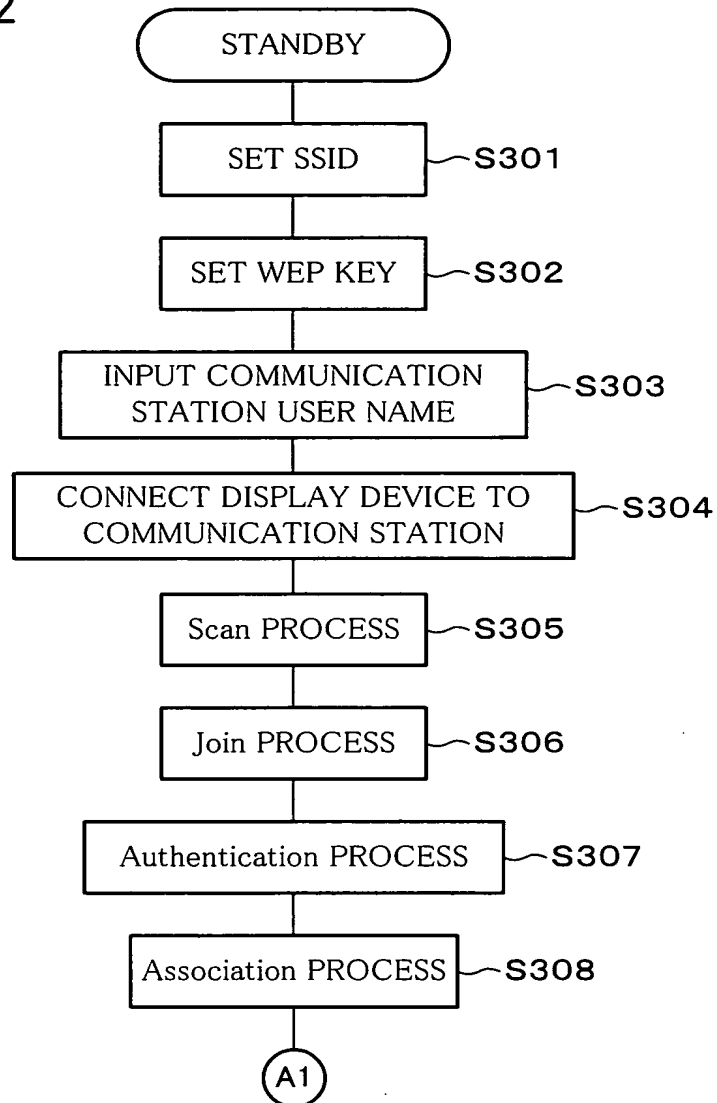 2
STANDBY
SET SSID
S301
SET WEP KEY
S302
INPUT COMMUNICATION
STATION USER NAME
S303
CONNECT DISPLAY DEVICE TO
COMMUNICATION STATION
S304
Scan PROCESS
S305
Join PROCESS
S306
Authentication PROCESS
S307
Association PROCESS
S308
A1